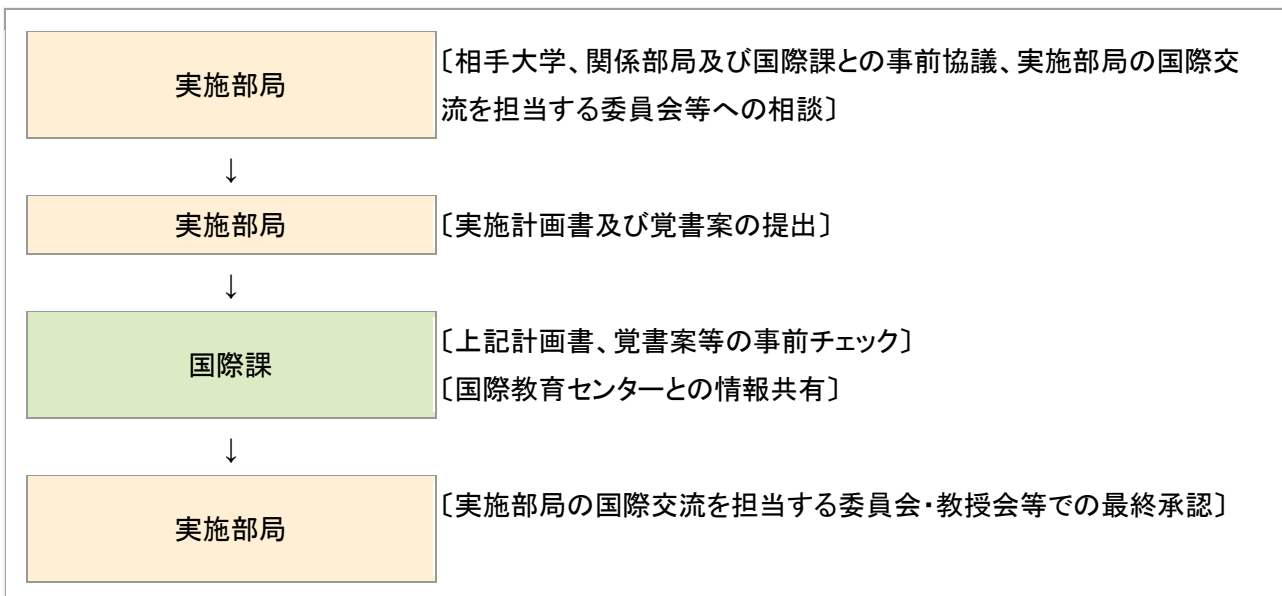 実施部局
〔相手大学、関係部局及び国際課との事前協議、実施部局の国際交
流を担当する委員会等への相談〕
↓
実施部局
〔実施計画書及び覚書案の提出〕
↓
国際課
〔上記計画書、覚書案等の事前チェック〕
〔国際教育センターとの情報共有〕
↓
実施部局
〔実施部局の国際交流を担当する委員会・教授会等での最終承認〕